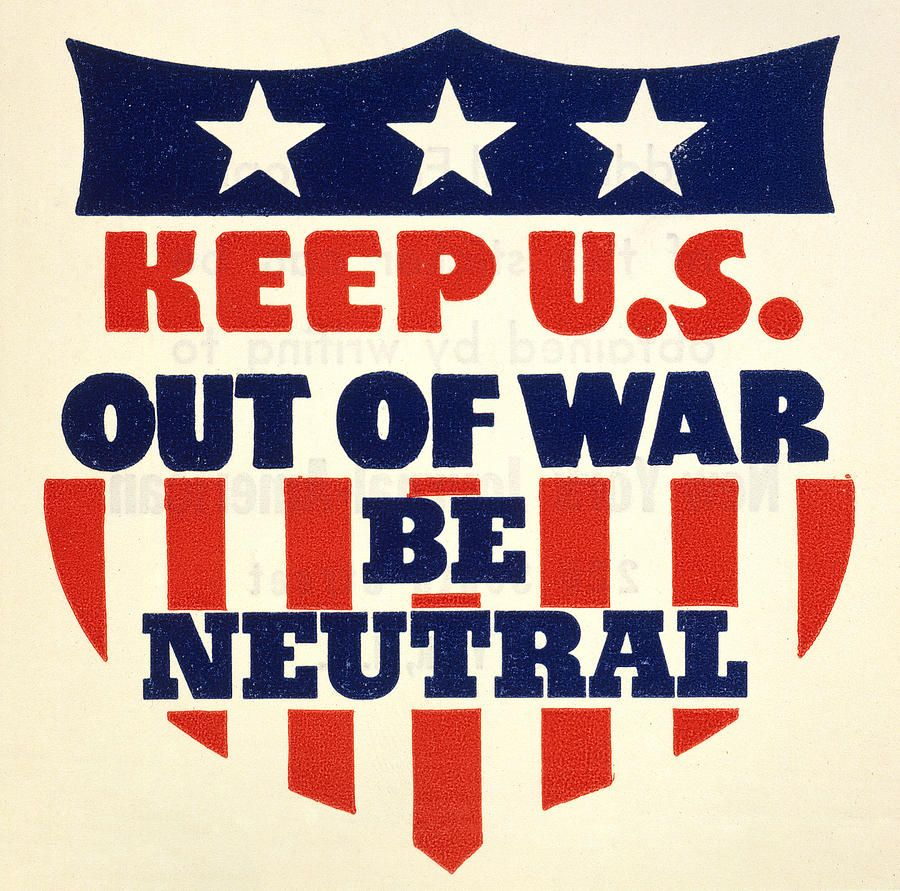 KEEP U.S.
OUT OF WAR
BE
NEUTRAL